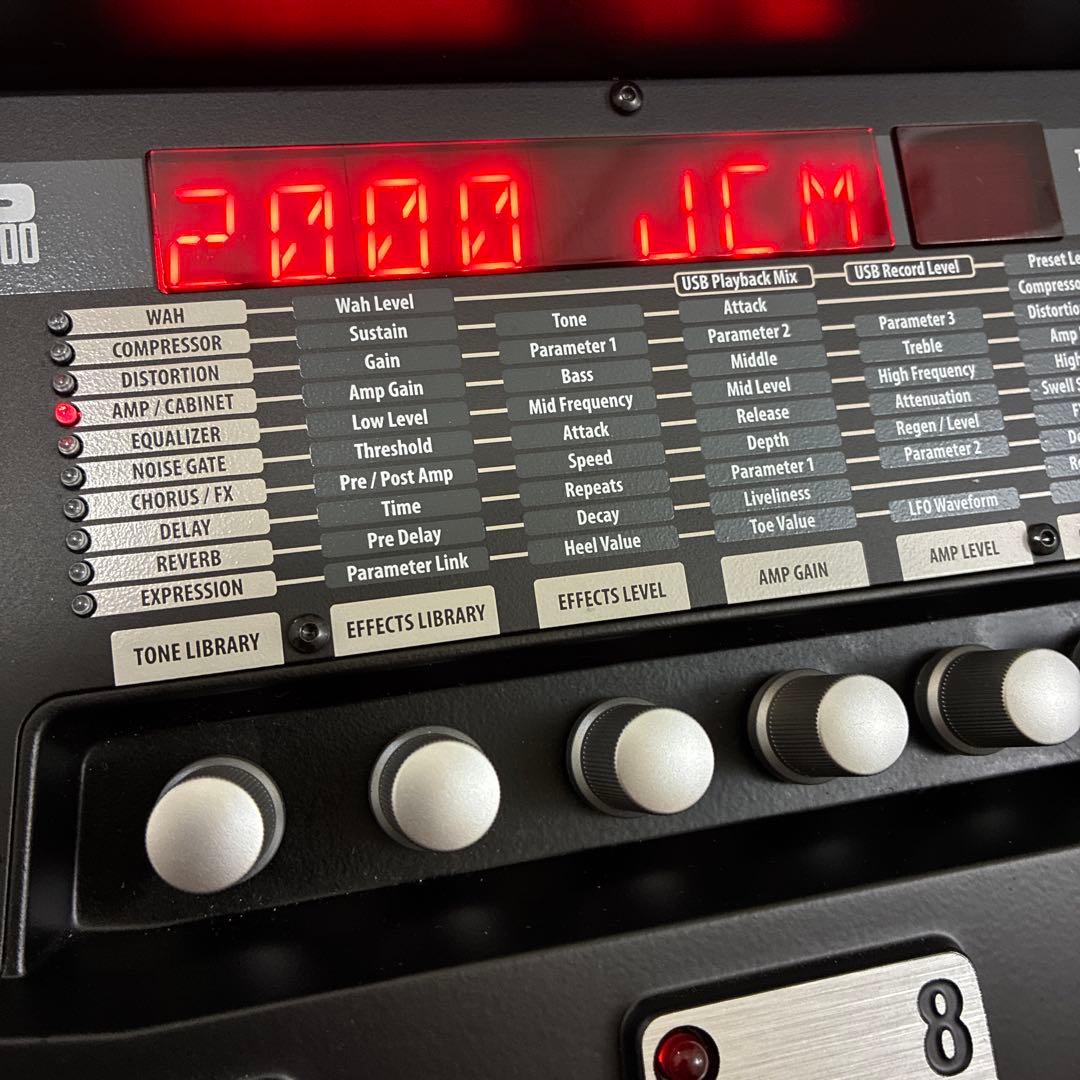 2000 JCM
USB Playback Mix USB Record Level
WAH Wah Level Preset
COMPRESSOR Sustain Tone Attack
DISTORTION Gain Parameter 1 Parameter 2 Parameter 3
AMP / CABINET Amp Gain Bass Middle Treble Amp
EQUALIZER Low Level Mid Frequency Mid Level High Frequency
NOISE GATE Threshold Attack Release Attenuation Swell
CHORUS / FX Pre / Post Amp Speed Depth Regen / Level
DELAY Time Repeats Parameter 1 Parameter 2
REVERB Pre Delay Decay Liveliness
EXPRESSION Parameter Link Heel Value Toe Value LFO Waveform
TONE LIBRARY EFFECTS LIBRARY EFFECTS LEVEL AMP GAIN AMP LEVEL
8